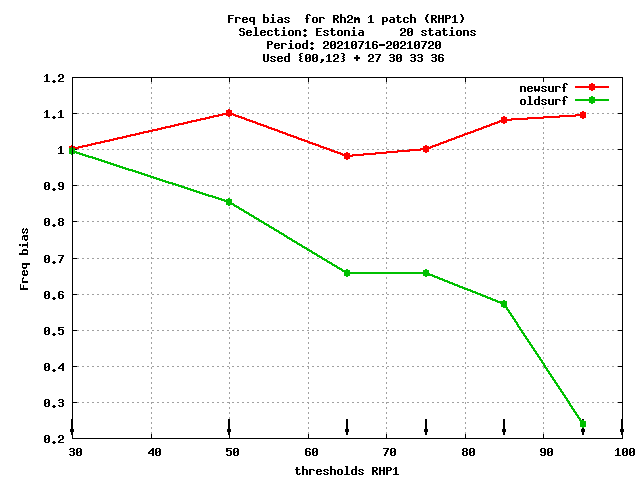 Freq bias  for Rh2m 1 patch (RHP1)
Selection: Estonia     20 stations
Period: 20210716-20210720
Used {00,12} + 27 30 33 36
newsurf
oldsurf
1.2
1.1
1
0.9
0.8
0.7
0.6
0.5
0.4
0.3
0.2
Freq bias
30 40 50 60 70 80 90 100
thresholds RHP1